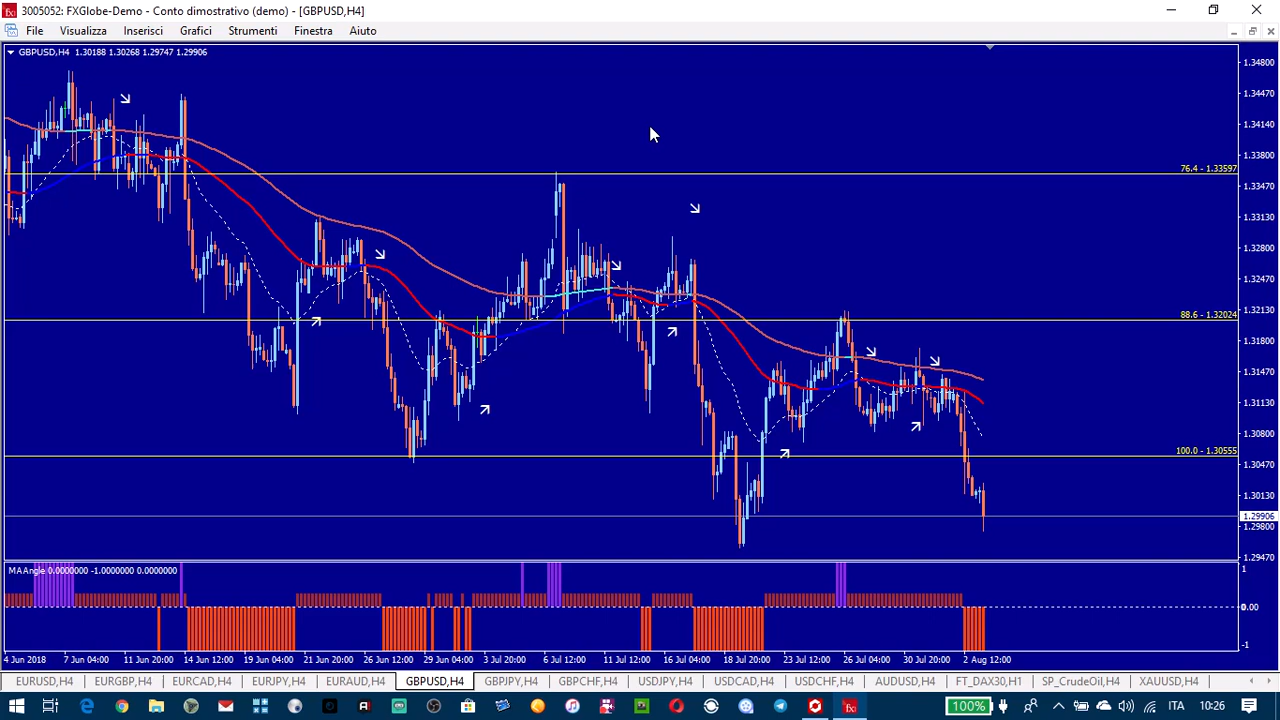 3005052: FXGlobe-Demo - Conto dimostrativo (demo) - [GBPUSD,H4]
File Visualizza Inserisci Grafici Strumenti Finestra Aiuto
GBPUSD,H4 1.30188 1.30268 1.29747 1.29906
1.34800
1.34470
1.34140
1.33800
76.4 - 1.33597
1.33470
1.33130
1.32800
1.32470
88.6 - 1.32024
1.32130
1.31800
1.31470
1.31130
1.30800
100.0 - 1.30555
1.30470
1.30130
1.29906
1.29800
1.29470
MAAngle 0.0000000 -1.0000000 0.0000000
1
0.00
-1
4 Jun 2018 7 Jun 04:00 11 Jun 20:00 14 Jun 12:00 19 Jun 04:00 21 Jun 20:00 26 Jun 12:00 29 Jun 04:00 3 Jul 20:00 6 Jul 12:00 11 Jul 12:00 16 Jul 04:00 18 Jul 20:00 23 Jul 12:00 26 Jul 04:00 30 Jul 20:00 2 Aug 12:00
EURUSD,H4 EURGBP,H4 EURCAD,H4 EURJPY,H4 EURAUD,H4 GBPUSD,H4 GBPJPY,H4 GBPCHF,H4 USDJPY,H4 USDCAD,H4 USDCHF,H4 AUDUSD,H4 FT_DAX30,H1 SP_CrudeOil,H4 XAUUSD,H4
100% ITA 10:26